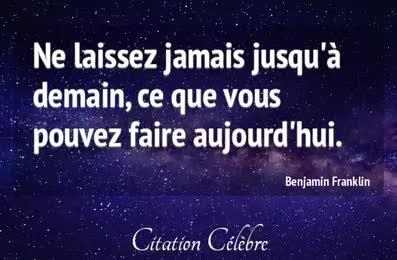 Ne laissez jamais jusqu'à
demain, ce que vous
pouvez faire aujourd'hui.
Benjamin Franklin
Citation Célèbre